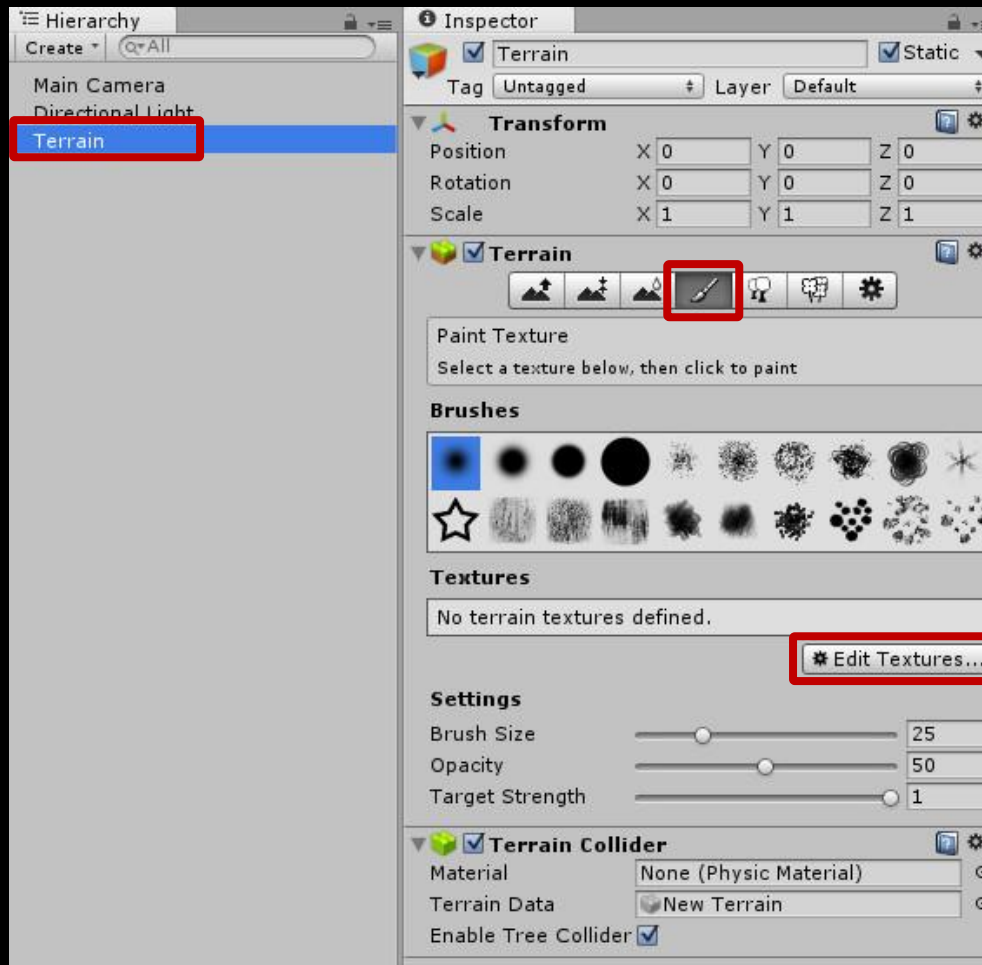 Hierarchy
Create
All
Main Camera
Directional Light
Terrain
Inspector
Terrain
Static
Tag Untagged Layer Default
Transform
Position X 0 Y 0 Z 0
Rotation X 0 Y 0 Z 0
Scale X 1 Y 1 Z 1
Terrain
Paint Texture
Select a texture below, then click to paint
Brushes
Textures
No terrain textures defined.
Edit Textures...
Settings
Brush Size 25
Opacity 50
Target Strength 1
Terrain Collider
Material None (Physic Material)
Terrain Data New Terrain
Enable Tree Collider